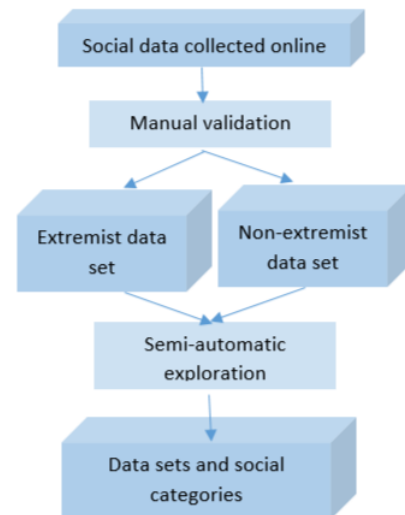 Social data collected online
Manual validation
Extremist data
set
Non-extremist
data set
Semi-automatic
exploration
Data sets and social
categories